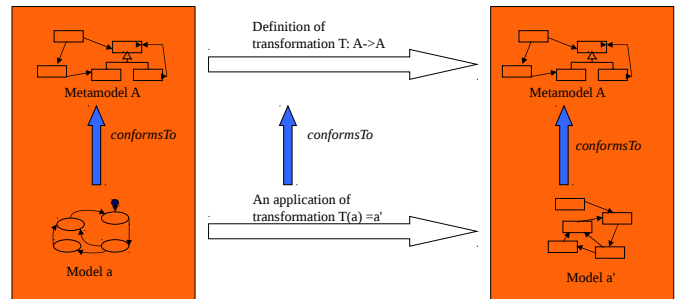 Definition of
transformation T: A->A
Metamodel A
Metamodel A
conformsTo
conformsTo
conformsTo
An application of
transformation T(a) =a'
Model a
Model a'